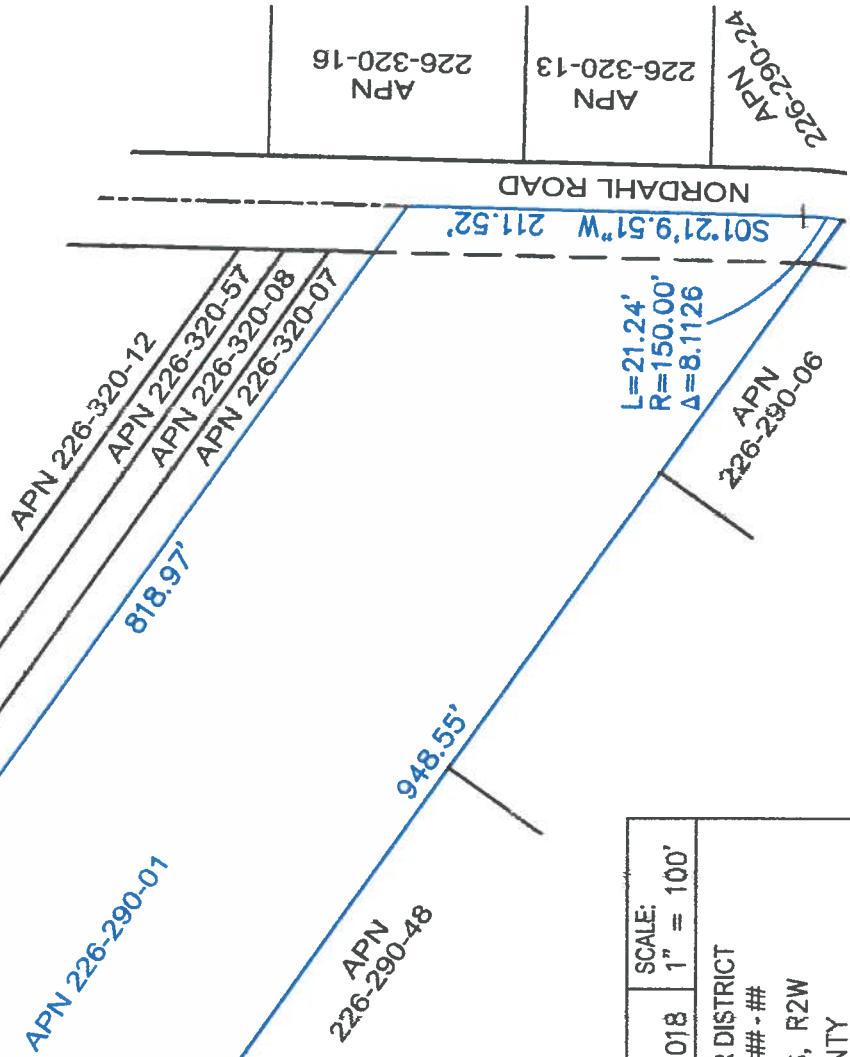 APN
226-320-16
APN
226-320-13
APN
226-290-24
NORDAHL ROAD
S01°21'9.51"W 211.52'
APN 226-320-12
APN 226-320-57
APN 226-320-08
APN 226-320-07
818.97'
L=21.24'
R=150.00'
Δ=8.1126
APN
226-290-06
948.55'
APN 226-290-01
APN
226-290-48
018
SCALE:
1" = 100'
R DISTRICT
## - ##
, R2W
NTY